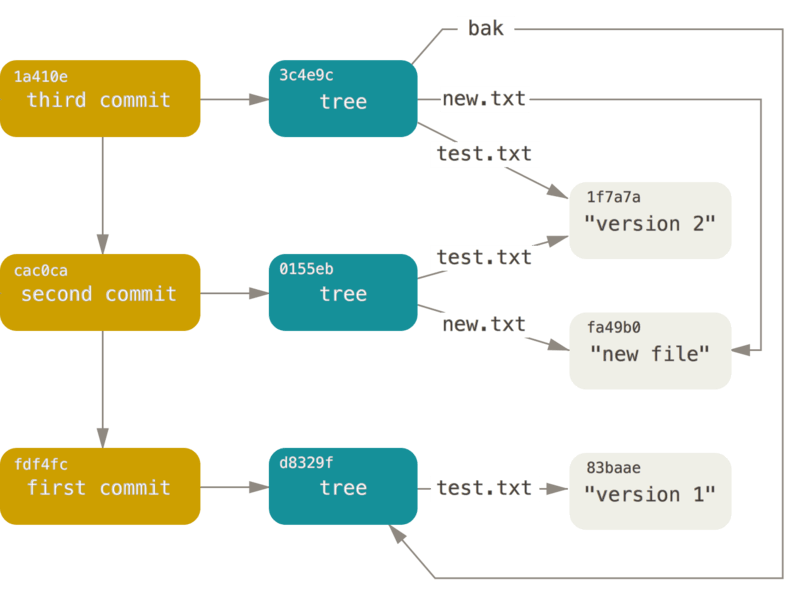 bak
1a410e
third commit
3c4e9c
tree
new.txt
test.txt
1f7a7a
"version 2"
cac0ca
second commit
0155eb
tree
test.txt
new.txt
fa49b0
"new file"
fdf4fc
first commit
d8329f
tree
test.txt
83baae
"version 1"